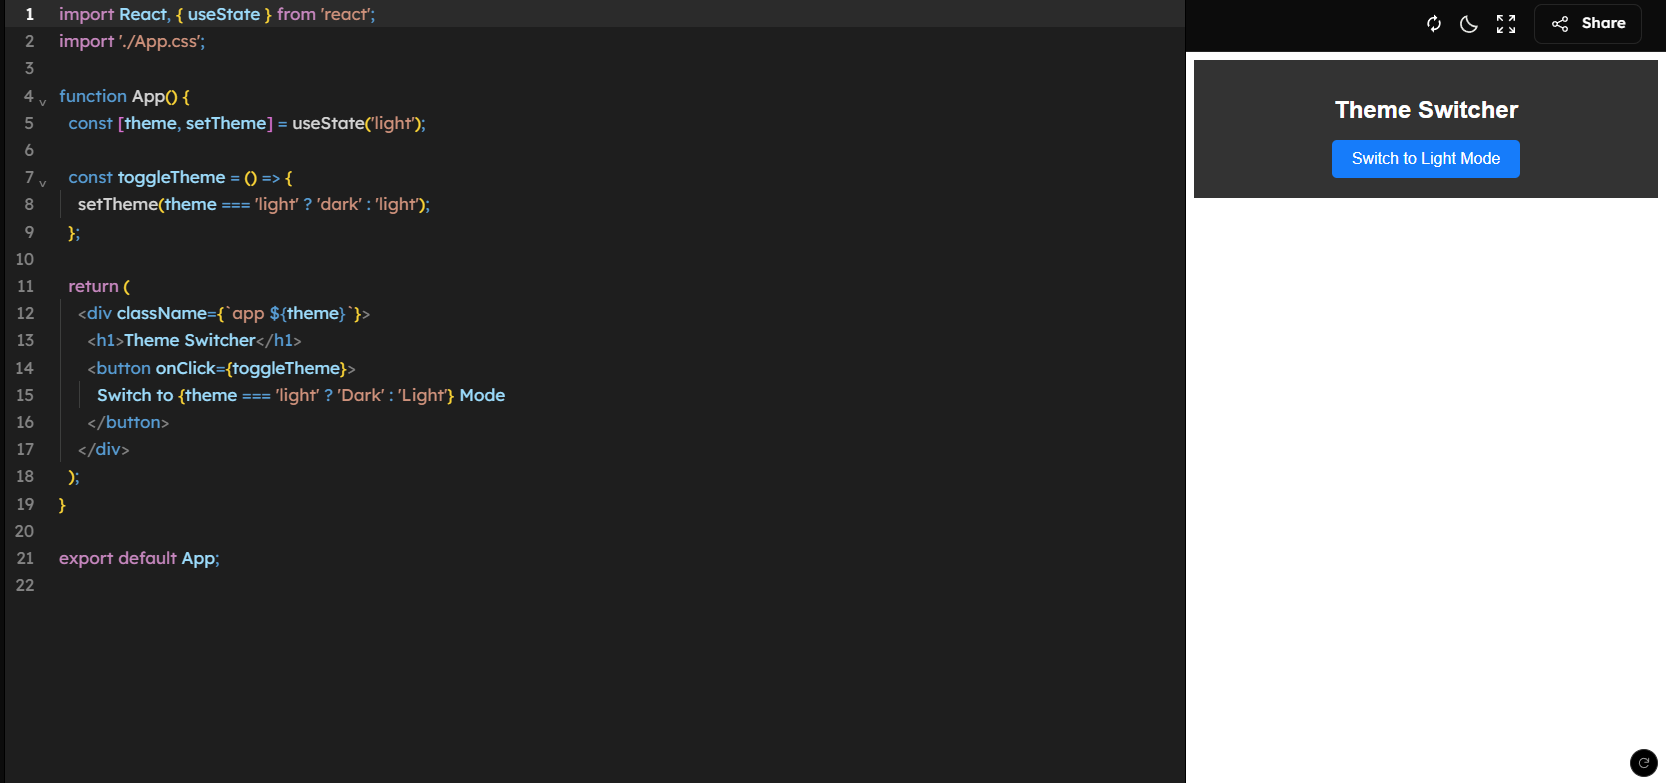 1 import React, { useState } from 'react';
2 import './App.css';
3
4 function App() {
5 const [theme, setTheme] = useState('light');
6
7 const toggleTheme = () => {
8 setTheme(theme === 'light' ? 'dark' : 'light');
9 };
10
11 return (
12 <div className={`app ${theme}`}>
13 <h1>Theme Switcher</h1>
14 <button onClick={toggleTheme}>
15 Switch to {theme === 'light' ? 'Dark' : 'Light'} Mode
16 </button>
17 </div>
18 );
19 }
20
21 export default App;
22
Share
Theme Switcher
Switch to Light Mode